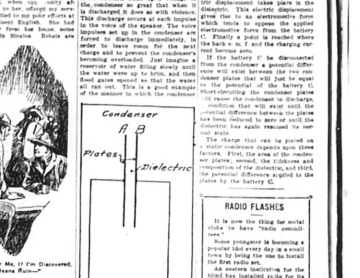 the condenser, as great that when it
is discharged it does so with violence.
This discharge occurs at each impulse
in the voice of the speaker. The voice
impulses set up in the condenser are
forced to discharge immediately, in
order to leave room for the next
charge and to prevent the condenser's
becoming overloaded. Just imagine a
reservoir of water filling slowly until
the water were up to brim, and then
flood gates opened so that the water
all ran out. This is a good example
of the manner in which the condenser
Condenser
A B
Plates
Dielectric
tric displacement takes place in the
dielectric. This electric displacement
gives rise to an electromotive force
which tends to oppose the applied
electromotive force from the battery
C. Finally a point is reached where
the back and the charging cur-
rent become zero.
If the battery C be disconnected
from the condenser a potential differ-
ence will exist between the two con-
denser plates that will just be equal
to the potential of the battery C.
Short circuiting the condenser plates
will cause the condenser to discharge,
condition that will exist until the
potential difference between the plates
has been reduced to zero or until the
dielectric has again resumed its nor-
mal state.
The charge that can be placed on
a static condenser depends upon three
factors. First, the area of the conden-
ser plates; second, the thickness and
composition of the dielectric, and third,
the potential difference applied to the
plates by the battery C.
RADIO FLASHES
It is now the thing for social
clubs to have "radio commit-
tees."
Some youngster is becoming a
popular idol every day in a small
town by being the one to install
the first radio set.
An eastern institution for the
blind has installed radio for its
Me, If I'm Discovered,
Means Ruin—"